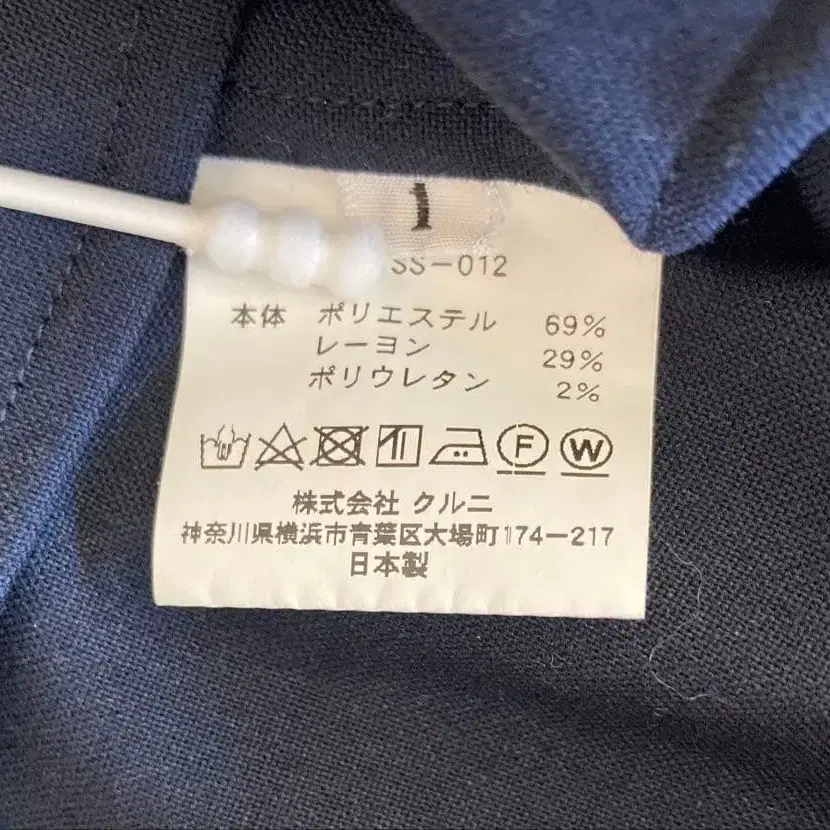 1
SS-012
本体 ポリエステル 69%
レーヨン 29%
ポリウレタン 2%
F W
株式会社 クルニ
神奈川県横浜市青葉区大場町174-217
日本製